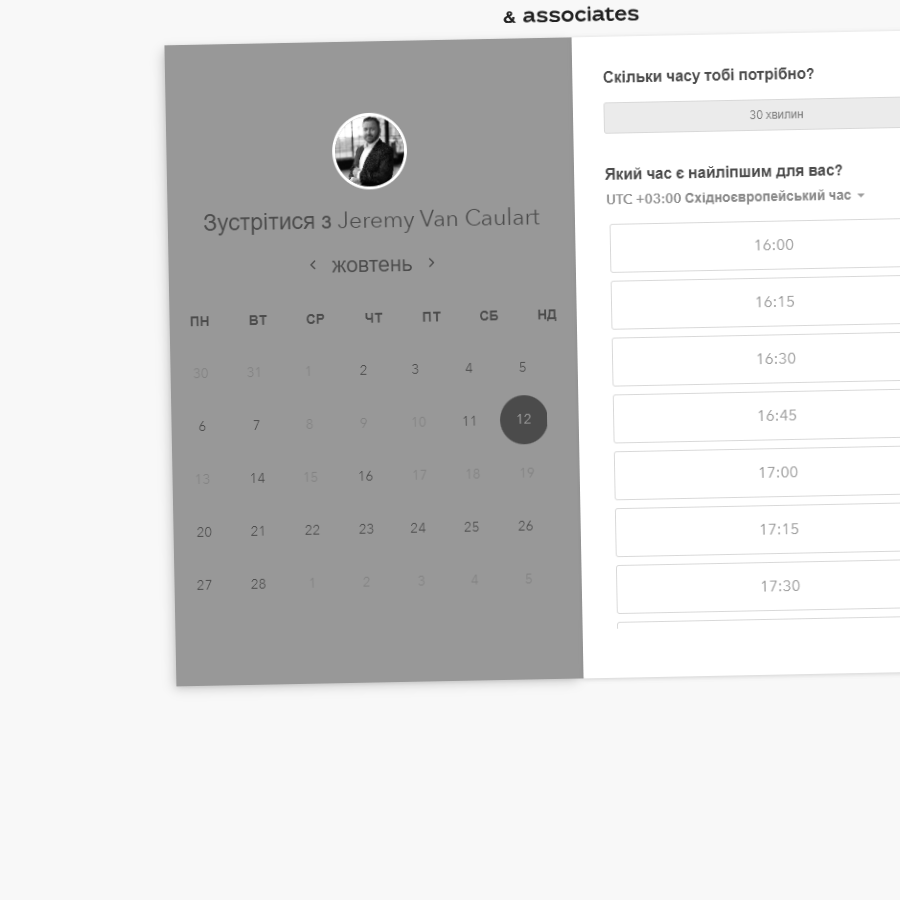 & associates
Зустрітися з Jeremy Van Caulart
жовтень
ПН ВТ СР ЧТ ПТ СБ НД
30 31 1 2 3 4 5
6 7 8 9 10 11 12
13 14 15 16 17 18 19
20 21 22 23 24 25 26
27 28 1 2 3 4 5
Скільки часу тобі потрібно?
30 хвилин
Який час є найліпшим для вас?
UTC +03:00 Східноєвропейський час
16:00
16:15
16:30
16:45
17:00
17:15
17:30